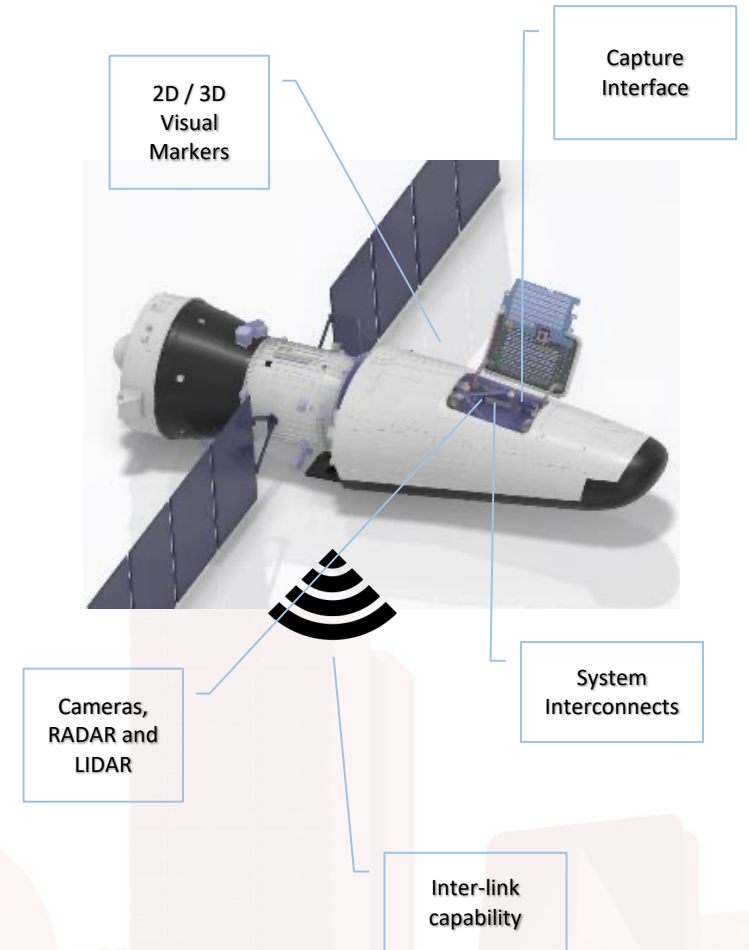 Capture
Interface
2D / 3D
Visual
Markers
System
Interconnects
Cameras,
RADAR and
LIDAR
Inter-link
capability